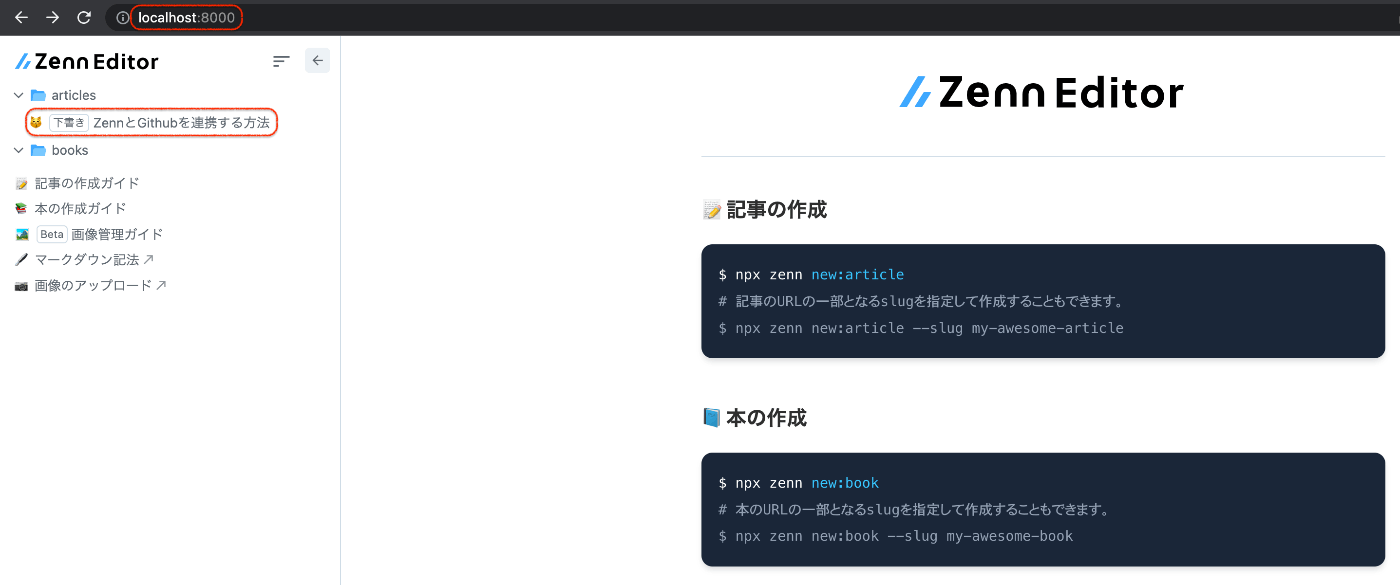 localhost:8000
Zenn Editor
articles
下書き ZennとGithubを連携する方法
books
記事の作成ガイド
本の作成ガイド
Beta 画像管理ガイド
マークダウン記法
画像のアップロード
Zenn Editor
記事の作成
$ npx zenn new:article
# 記事のURLの一部となるslugを指定して作成することもできます。
$ npx zenn new:article --slug my-awesome-article
本の作成
$ npx zenn new:book
# 本のURLの一部となるslugを指定して作成することもできます。
$ npx zenn new:book --slug my-awesome-book